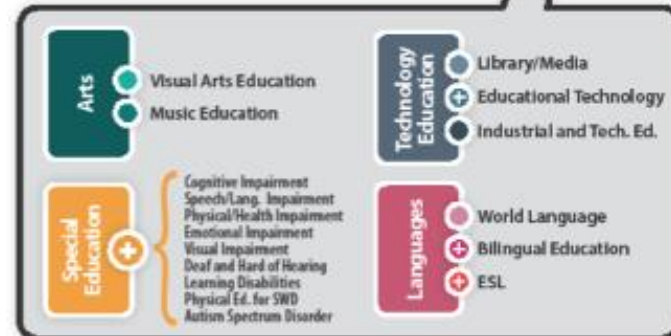 Arts
Visual Arts Education
Music Education
Technology
Education
Library/Media
Educational Technology
Industrial and Tech. Ed.
Special
Education
Cognitive Impairment
Speech/Lang. Impairment
Physical/Health Impairment
Emotional Impairment
Visual Impairment
Deaf and Hard of Hearing
Learning Disabilities
Physical Ed. for SWD
Autism Spectrum Disorder
Languages
World Language
Bilingual Education
ESL